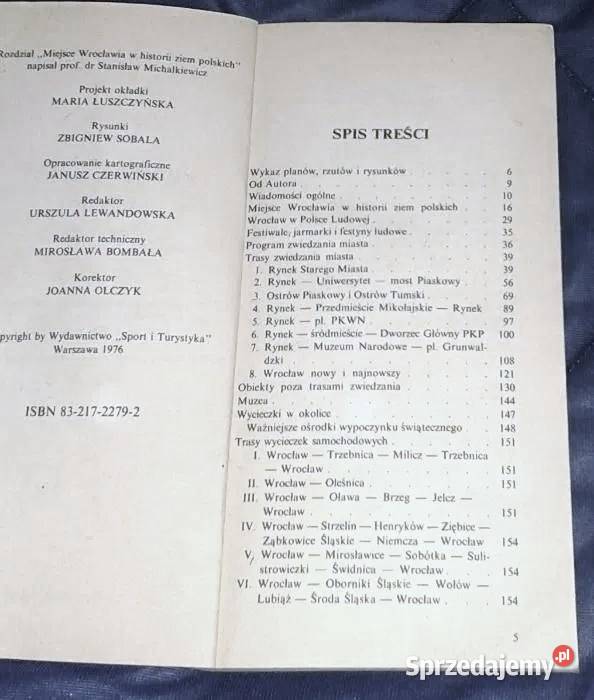 Rozdział „Miejsce Wrocławia w historii ziem polskich"
napisał prof. dr Stanisław Michalkiewicz
Projekt okładki
MARIA ŁUSZCZYŃSKA
Rysunki
ZBIGNIEW SOBALA
Opracowanie kartograficzne
JANUSZ CZERWIŃSKI
Redaktor
URSZULA LEWANDOWSKA
Redaktor techniczny
MIROSŁAWA BOMBAŁA
Korektor
JOANNA OLCZYK
opyright by Wydawnictwo „Sport i Turystyka"
Warszawa 1976
ISBN 83-217-2279-2
SPIS TREŚCI
Wykaz planów, rzutów i rysunków . . . . 6
Od Autora . . . . . . . . . 9
Wiadomości ogólne . . . . . . . 10
Miejsce Wrocławia w historii ziem polskich . . 16
Wrocław w Polsce Ludowej . . . . . . 29
Festiwale, jarmarki i festyny ludowe . . . . 35
Program zwiedzania miasta . . . . . . 36
Trasy zwiedzania miasta . . . . . . 39
1. Rynek Starego Miasta . . . . . . 39
2. Rynek — Uniwersytet — most Piaskowy . . 56
3. Ostrów Piaskowy i Ostrów Tumski . . . 69
4. Rynek — Przedmieście Mikołajskie — Rynek . 89
5. Rynek — pl. PKWN . . . . . . 97
6. Rynek — śródmieście — Dworzec Główny PKP 100
7. Rynek — Muzeum Narodowe — pl. Grunwal-
dzki . . . . . . . . . 108
8. Wrocław nowy i najnowszy . . . . . 121
Obiekty poza trasami zwiedzania . . . . 130
Muzea . . . . . . . . . . 144
Wycieczki w okolice . . . . . . . 147
Ważniejsze ośrodki wypoczynku świątecznego . 148
Trasy wycieczek samochodowych . . . . . 151
I. Wrocław — Trzebnica — Milicz — Trzebnica
— Wrocław . . . . . . . 151
II. Wrocław — Oleśnica . . . . . . 151
III. Wrocław — Oława — Brzeg — Jelcz —
Wrocław . . . . . . . . 151
IV. Wrocław — Strzelin — Henryków — Ziębice —
Ząbkowice Śląskie — Niemcza — Wrocław 154
V. Wrocław — Mirosławice — Sobótka — Suli-
strowiczki — Świdnica — Wrocław . . . 154
VI. Wrocław — Oborniki Śląskie — Wołów —
Lubiąż — Środa Śląska — Wrocław . . . 154
5
Sprzedajemy.pl